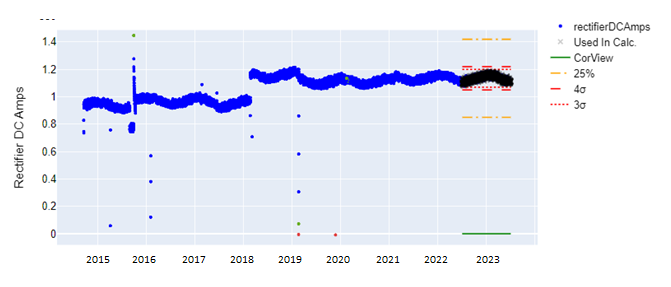 ---
Rectifier DC Amps
1.4
1.2
1
0.8
0.6
0.4
0.2
0
2015 2016 2017 2018 2019 2020 2021 2022 2023
rectifierDCAmps
Used In Calc.
CorView
25%
4σ
3σ